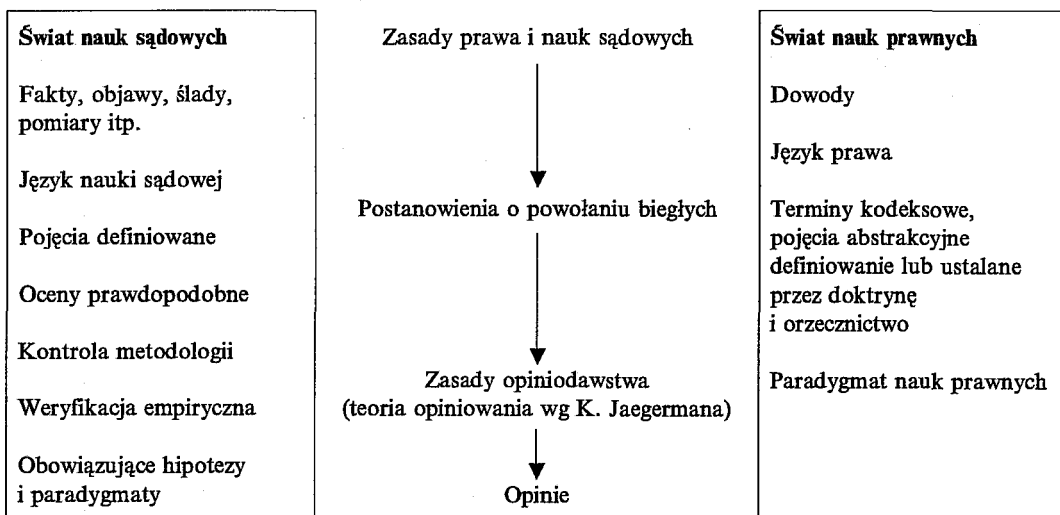 Świat nauk sądowych
Fakty, objawy, ślady,
pomiary itp.
Język nauki sądowej
Pojęcia definiowane
Oceny prawdopodobne
Kontrola metodologii
Weryfikacja empiryczna
Obowiązujące hipotezy
i paradygmaty
Zasady prawa i nauk sądowych
Postanowienia o powołaniu biegłych
Zasady opiniodawstwa
(teoria opiniowania wg K. Jaegermana)
Opinie
Świat nauk prawnych
Dowody
Język prawa
Terminy kodeksowe,
pojęcia abstrakcyjne
definiowanie lub ustalane
przez doktrynę
i orzecznictwo
Paradygmat nauk prawnych